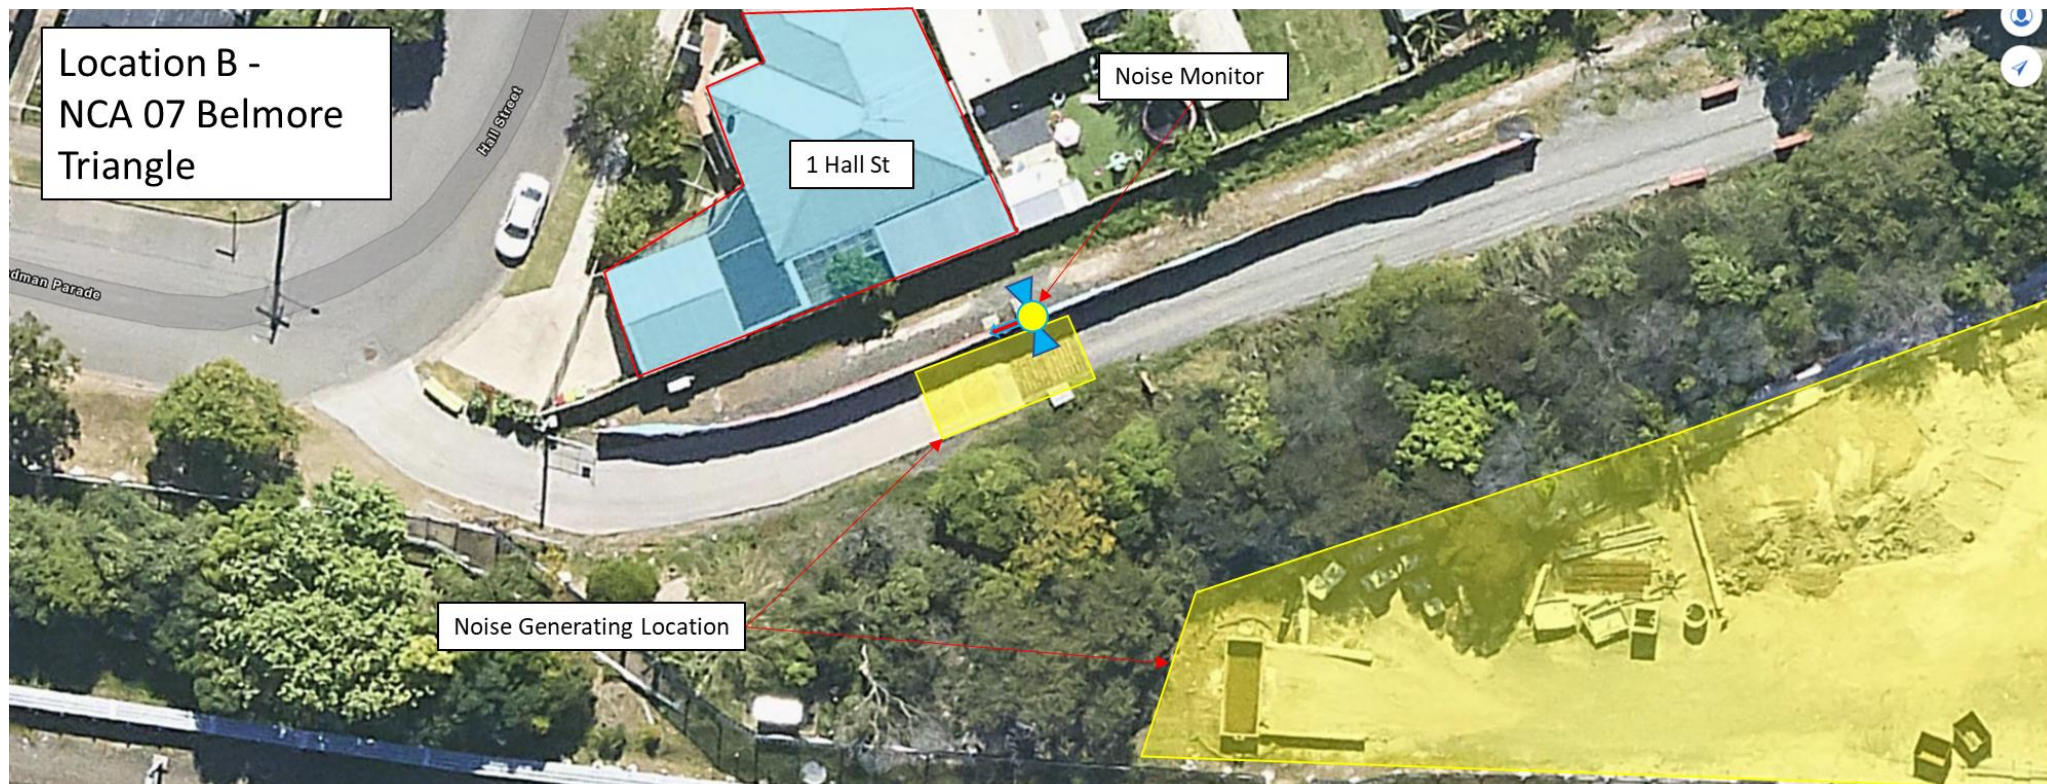 Location B -
NCA 07 Belmore
Triangle
Hall Street
Noise Monitor
1 Hall St
dman Parade
Noise Generating Location